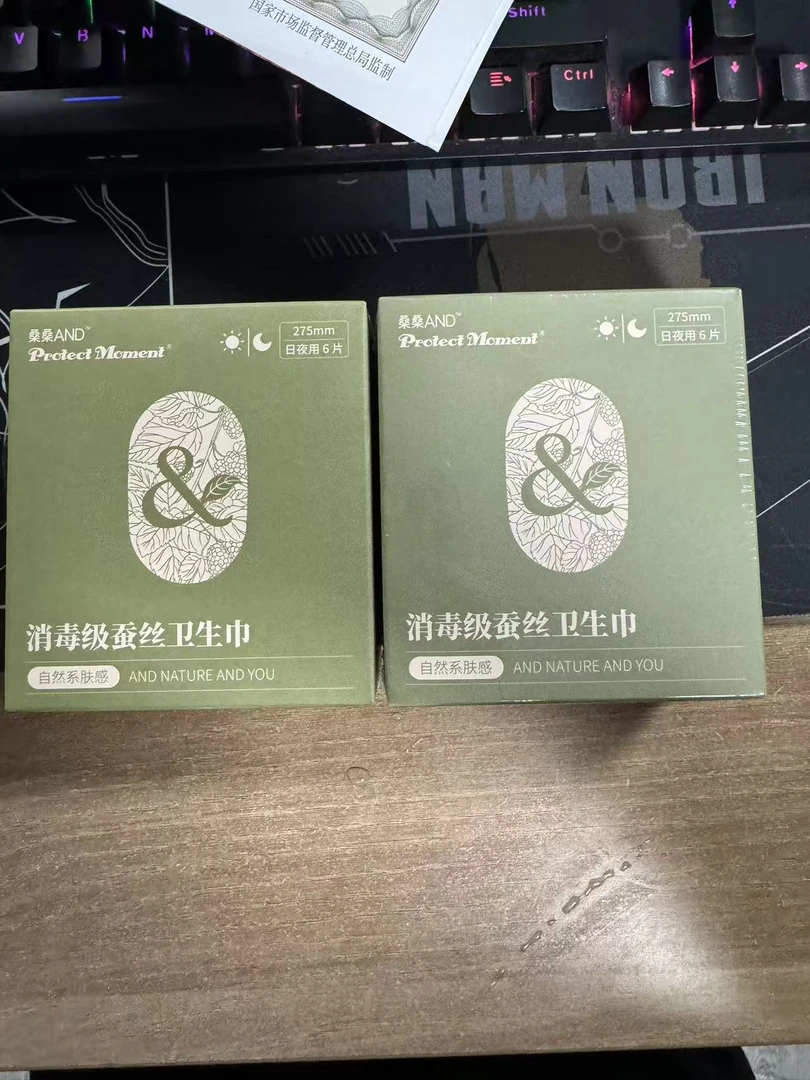 V
B
N
Shift
Ctrl
国家市场监督管理总局监制
IRON MAN
桑桑AND™
Protect Moment®
275mm
日夜用 6 片
&
消毒级蚕丝卫生巾
自然系肤感
AND NATURE AND YOU
桑桑AND™
Protect Moment®
275mm
日夜用 6 片
&
消毒级蚕丝卫生巾
自然系肤感
AND NATURE AND YOU